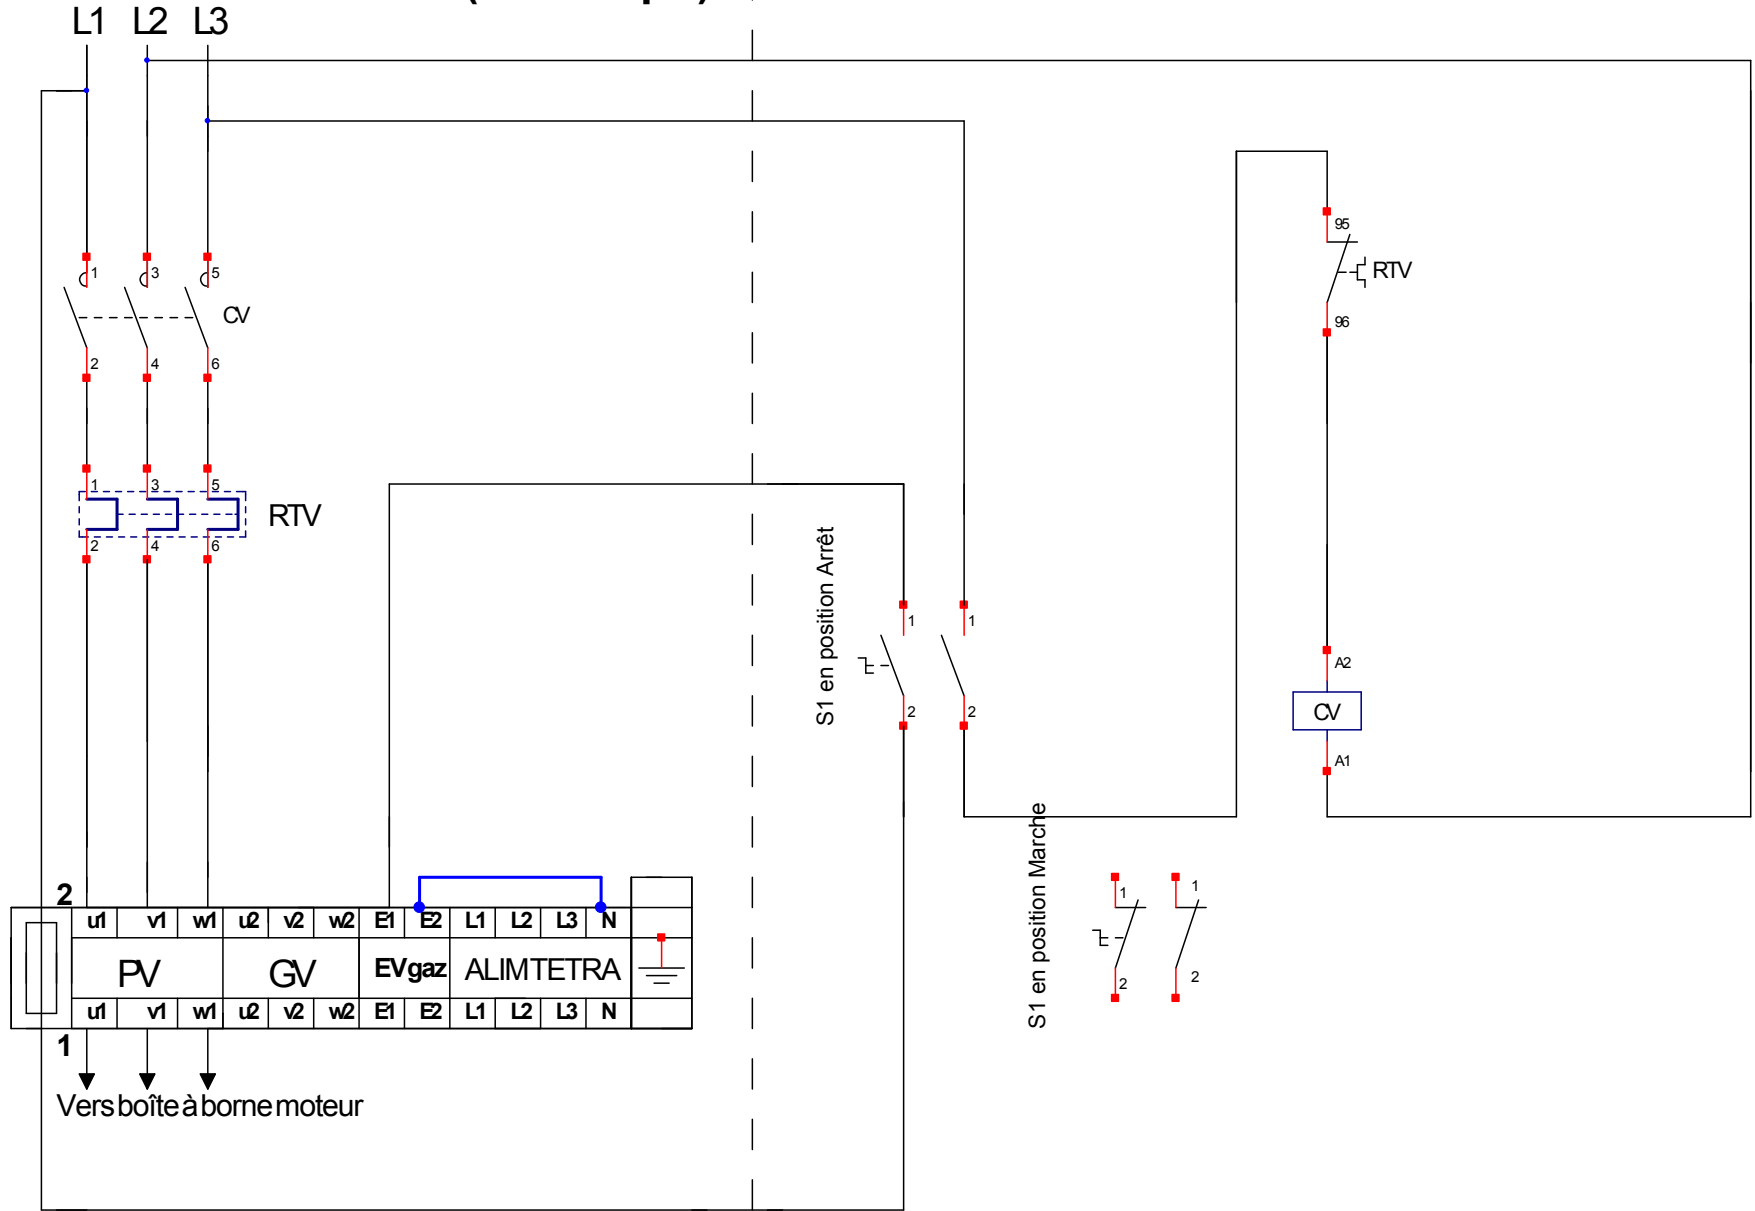 L1 L2 L3
1 3 5
CV
2 4 6
1 3 5
RTV
2 4 6
95
RTV
96
S1 en position Arrêt
1 1
2 2
A2
CV
A1
S1 en position Marche
1 1
2 2
2
u1 v1 w1 u2 v2 w2 E1 E2 L1 L2 L3 N
PV GV EVgaz ALIM TETRA
u1 v1 w1 u2 v2 w2 E1 E2 L1 L2 L3 N
1
Vers boîte à borne moteur